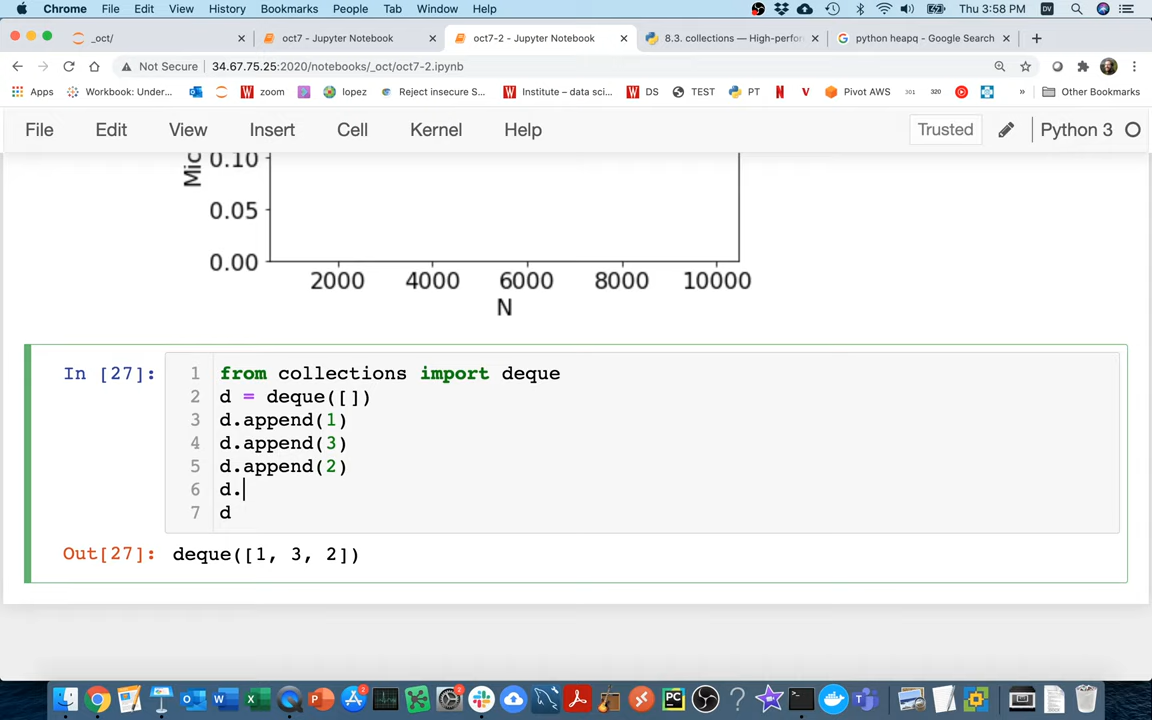 Chrome File Edit View History Bookmarks People Tab Window Help Thu 3:58 PM DV
_oct/ oct7 - Jupyter Notebook oct7-2 - Jupyter Notebook 8.3. collections — High-perfor python heapq - Google Search
Not Secure 34.67.75.25:2020/notebooks/_oct/oct7-2.ipynb
Apps Workbook: Under... zoom lopez Reject insecure S... Institute – data sci... DS TEST PT Pivot AWS 301 320 » Other Bookmarks
File Edit View Insert Cell Kernel Help Trusted Python 3
Mic
0.10
0.05
0.00
2000 4000 6000 8000 10000
N
In [27]: 1 from collections import deque
2 d = deque([])
3 d.append(1)
4 d.append(3)
5 d.append(2)
6 d.
7 d
Out[27]: deque([1, 3, 2])